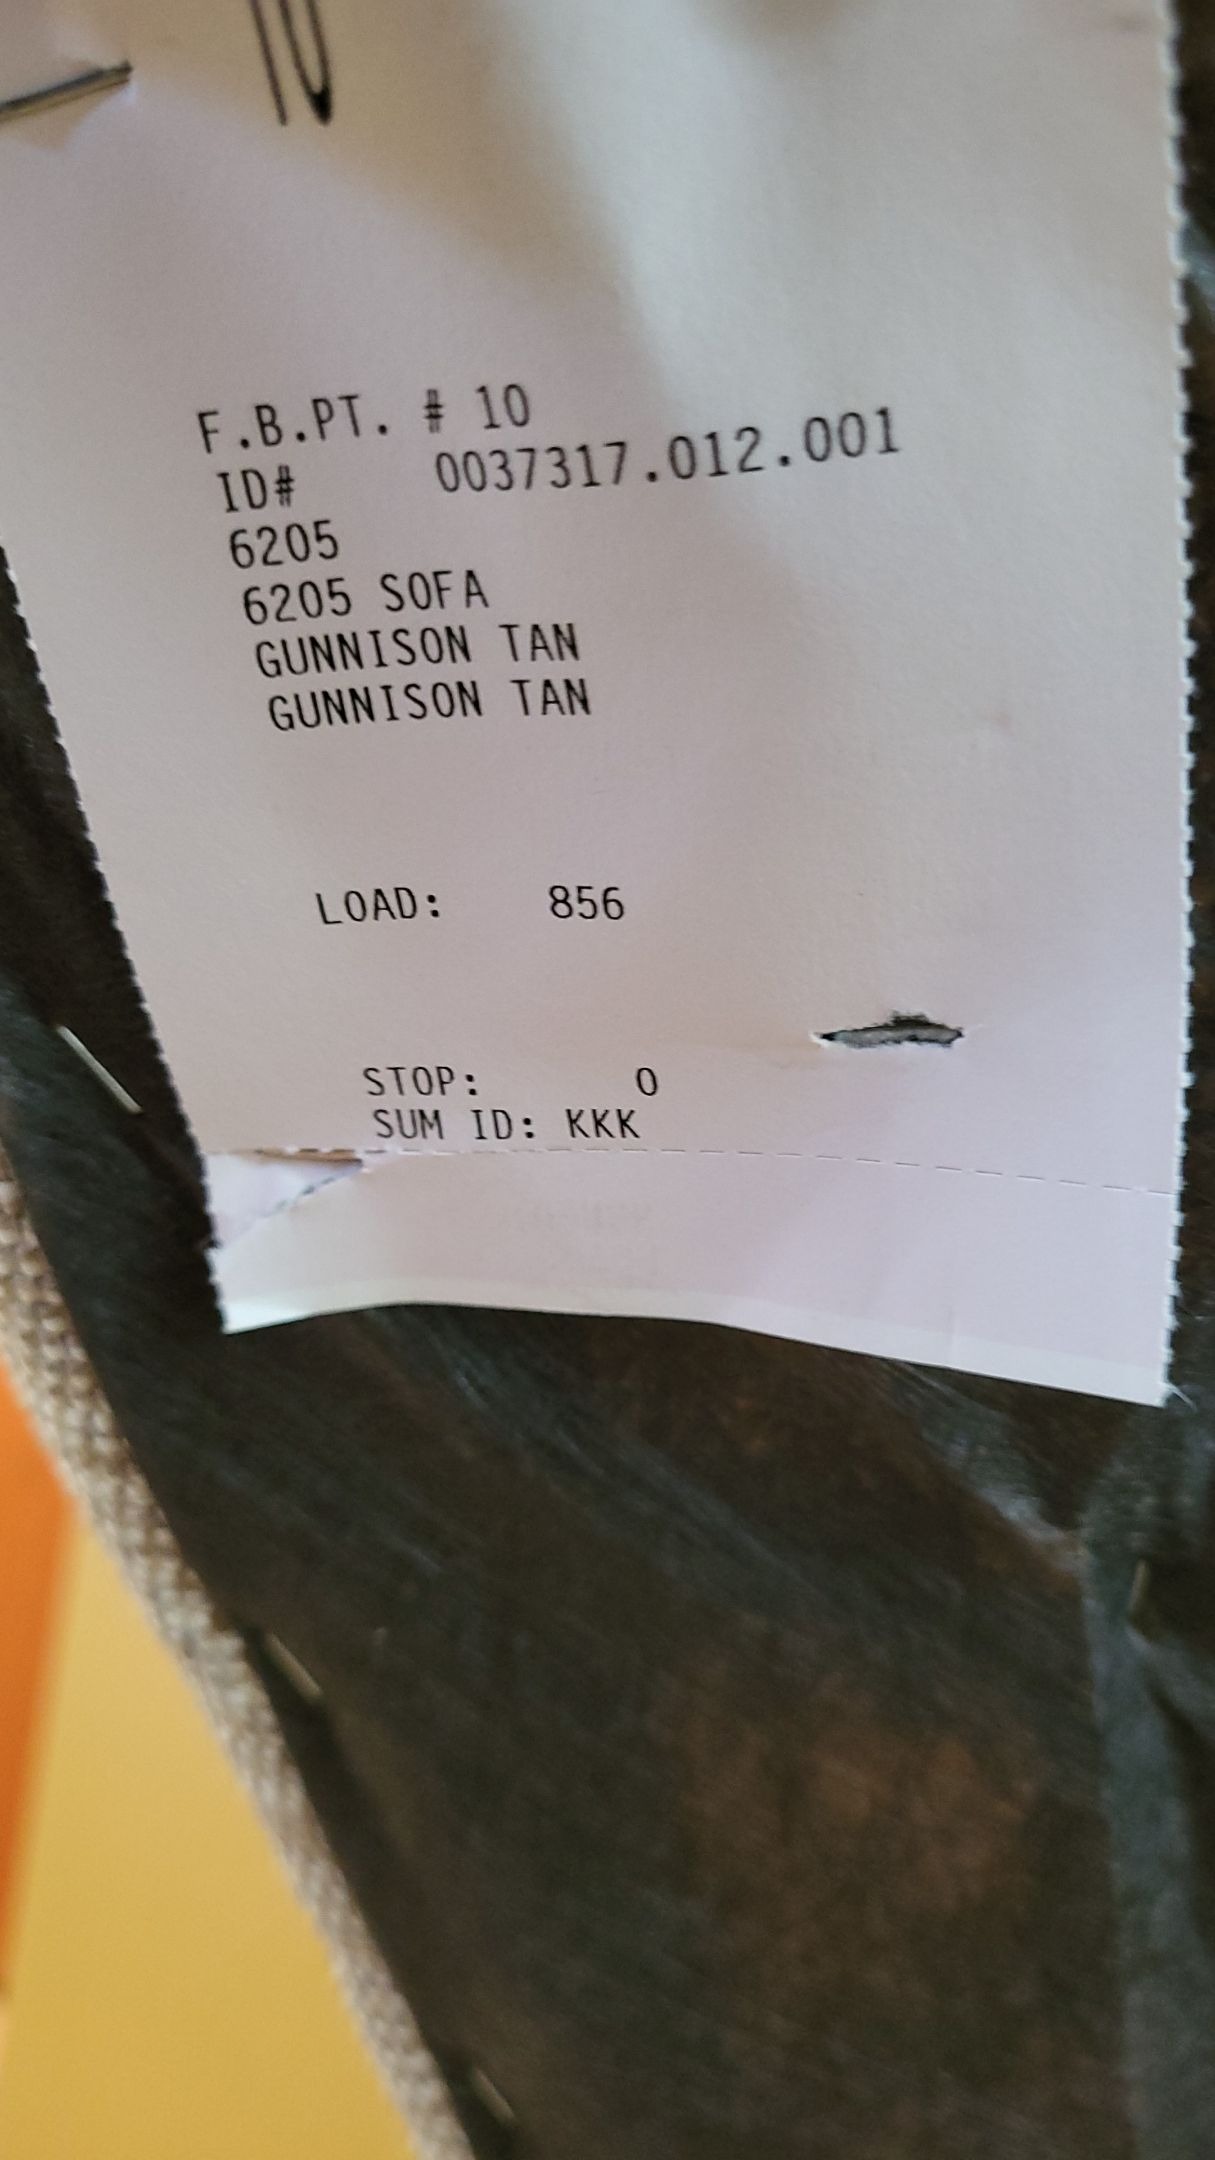 10
F.B.PT. # 10
ID# 0037317.012.001
6205
6205 SOFA
GUNNISON TAN
GUNNISON TAN
LOAD: 856
STOP: 0
SUM ID: KKK